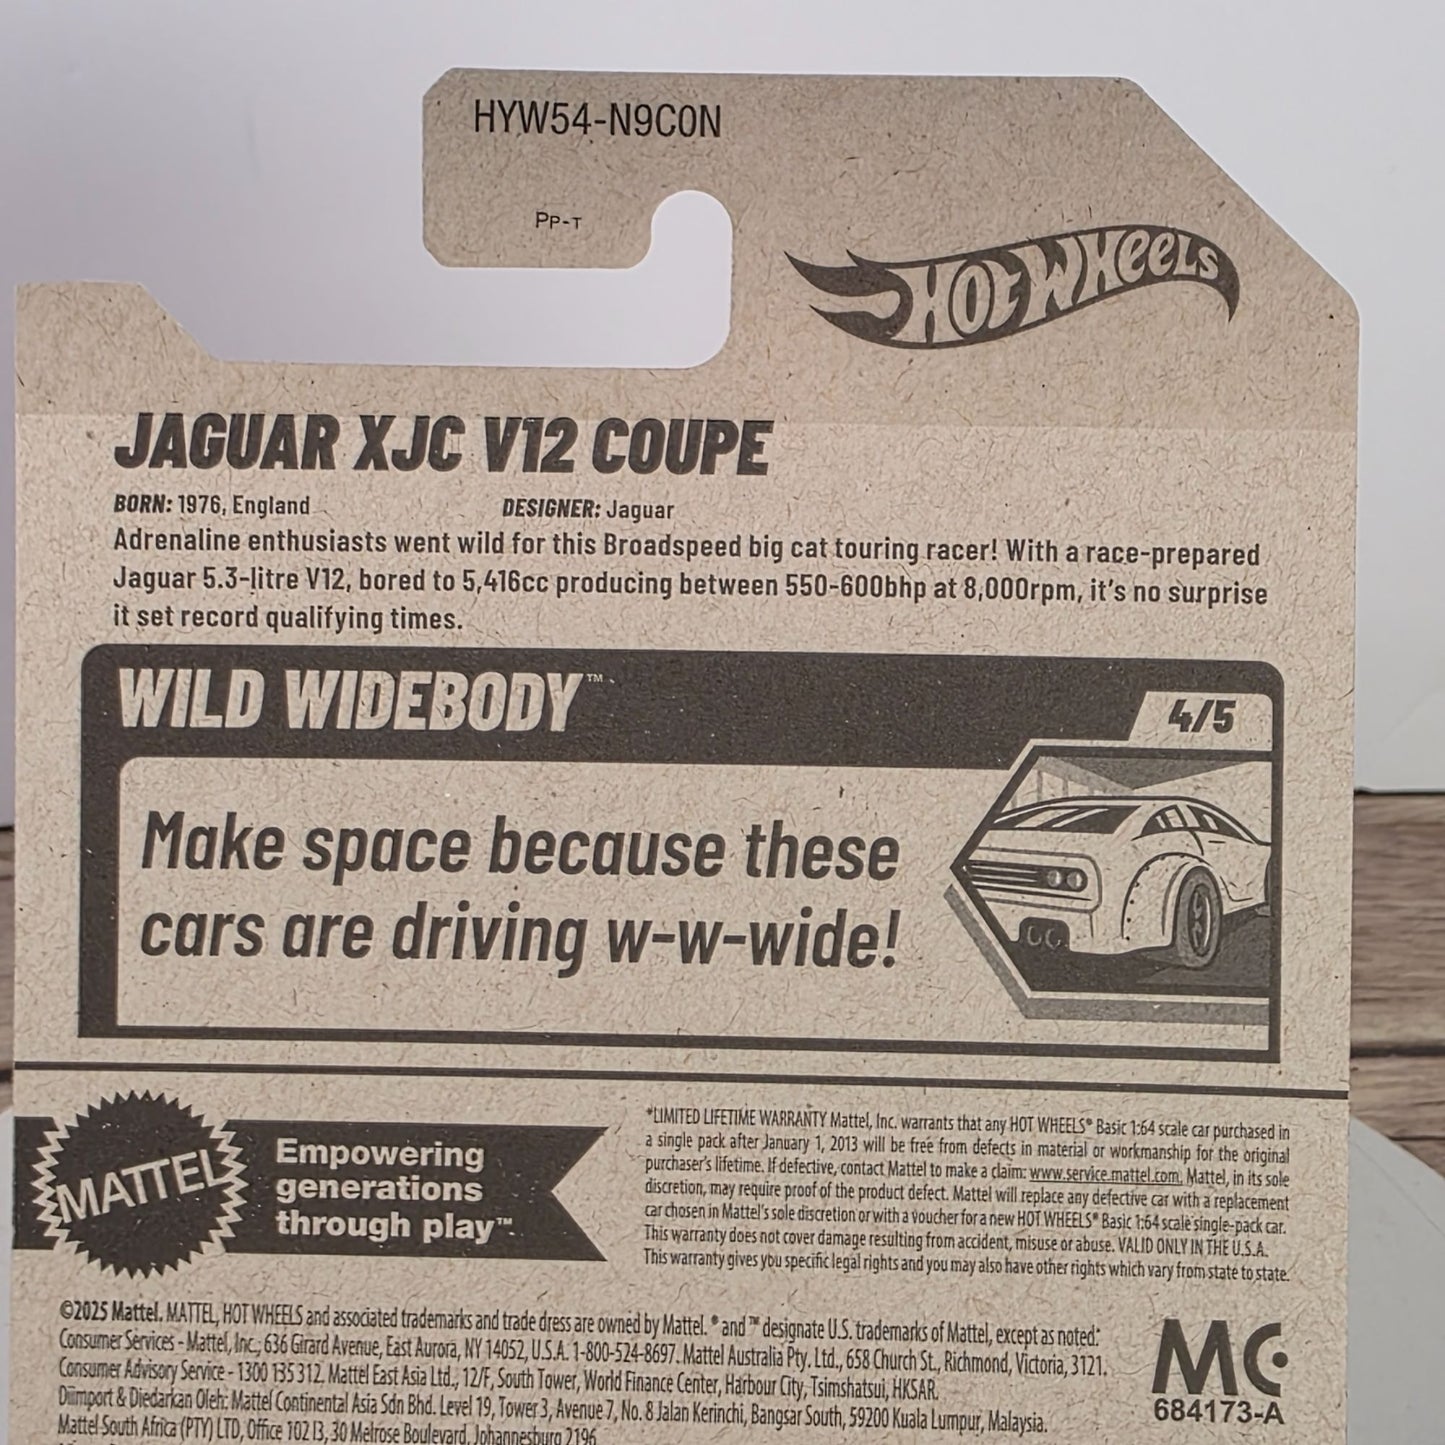 HYW54-N9C0N
PP-T
HOT WHEELS
JAGUAR XJC V12 COUPE
BORN: 1976, England DESIGNER: Jaguar
Adrenaline enthusiasts went wild for this Broadspeed big cat touring racer! With a race-prepared
Jaguar 5.3-litre V12, bored to 5,416cc producing between 550-600bhp at 8,000rpm, it's no surprise
it set record qualifying times.
WILD WIDEBODY™
4/5
Make space because these
cars are driving w-w-wide!
MATTEL
Empowering
generations
through play™
*LIMITED LIFETIME WARRANTY Mattel, Inc. warrants that any HOT WHEELS® Basic 1:64 scale car purchased in
a single pack after January 1, 2013 will be free from defects in material or workmanship for the original
purchaser's lifetime. If defective, contact Mattel to make a claim: www.service.mattel.com. Mattel, in its sole
discretion, may require proof of the product defect. Mattel will replace any defective car with a replacement
car chosen in Mattel's sole discretion or with a voucher for a new HOT WHEELS® Basic 1:64 scale single-pack car.
This warranty does not cover damage resulting from accident, misuse or abuse. VALID ONLY IN THE U.S.A.
This warranty gives you specific legal rights and you may also have other rights which vary from state to state.
©2025 Mattel. MATTEL, HOT WHEELS and associated trademarks and trade dress are owned by Mattel. ® and ™ designate U.S. trademarks of Mattel, except as noted:
Consumer Services - Mattel, Inc., 636 Girard Avenue, East Aurora, NY 14052, U.S.A. 1-800-524-8697. Mattel Australia Pty. Ltd., 658 Church St., Richmond, Victoria, 3121.
Consumer Advisory Service - 1300 135 312. Mattel East Asia Ltd., 12/F, South Tower, World Finance Center, Harbour City, Tsimshatsui, HKSAR.
Diimport & Diedarkan Oleh: Mattel Continental Asia Sdn Bhd. Level 19, Tower 3, Avenue 7, No. 8 Jalan Kerinchi, Bangsar South, 59200 Kuala Lumpur, Malaysia.
Mattel South Africa (PTY) LTD, Office 102 I3, 30 Melrose Boulevard, Johannesburg 2196.
MC
684173-A